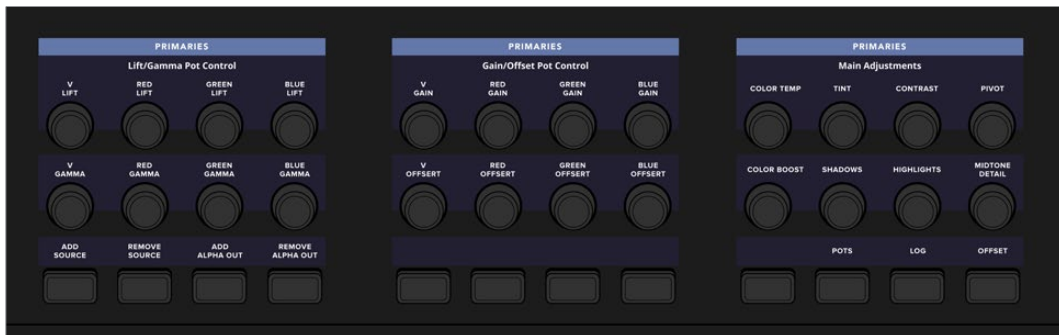 PRIMARIES
Lift/Gamma Pot Control
V
LIFT
RED
LIFT
GREEN
LIFT
BLUE
LIFT
V
GAMMA
RED
GAMMA
GREEN
GAMMA
BLUE
GAMMA
ADD
SOURCE
REMOVE
SOURCE
ADD
ALPHA OUT
REMOVE
ALPHA OUT
PRIMARIES
Gain/Offset Pot Control
V
GAIN
RED
GAIN
GREEN
GAIN
BLUE
GAIN
V
OFFSERT
RED
OFFSERT
GREEN
OFFSERT
BLUE
OFFSERT
PRIMARIES
Main Adjustments
COLOR TEMP
TINT
CONTRAST
PIVOT
COLOR BOOST
SHADOWS
HIGHLIGHTS
MIDTONE
DETAIL
POTS
LOG
OFFSET